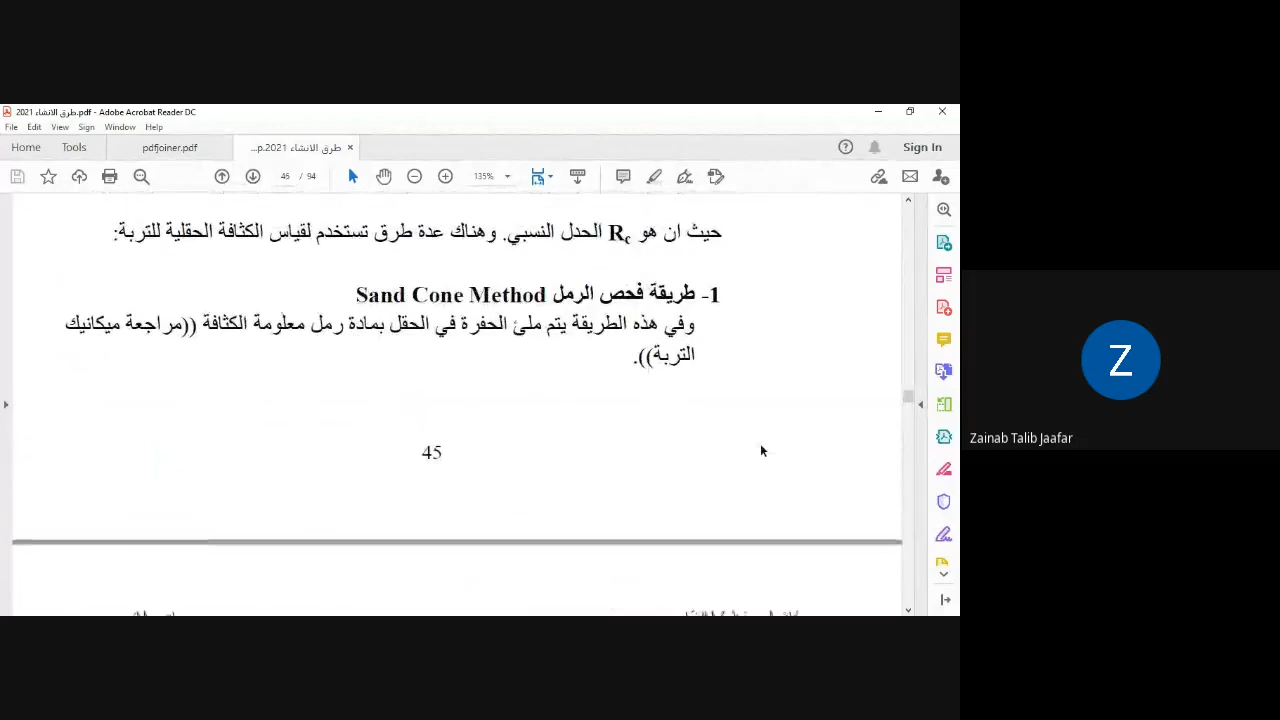 طرق الانشاء 2021.pdf - Adobe Acrobat Reader DC
File Edit View Sign Window Help
Home Tools pdfjoiner.pdf طرق الانشاء 2021.p... × Sign In
46 / 94 135%
حيث ان هو Rc الحدل النسبي. وهناك عدة طرق تستخدم لقياس الكثافة الحقلية للتربة:
1- طريقة فحص الرمل Sand Cone Method
وفي هذه الطريقة يتم ملئ الحفرة في الحقل بمادة رمل معلومة الكثافة ((مراجعة ميكانيك
التربة)).
45
Z
Zainab Talib Jaafar